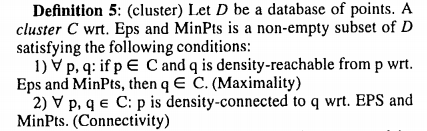 Definition 5: (cluster) Let D be a database of points. A
cluster C wrt. Eps and MinPts is a non-empty subset of D
satisfying the following conditions:
1) ∀ p, q: if p ∈ C and q is density-reachable from p wrt.
Eps and MinPts, then q ∈ C. (Maximality)
2) ∀ p, q ∈ C: p is density-connected to q wrt. EPS and
MinPts. (Connectivity)